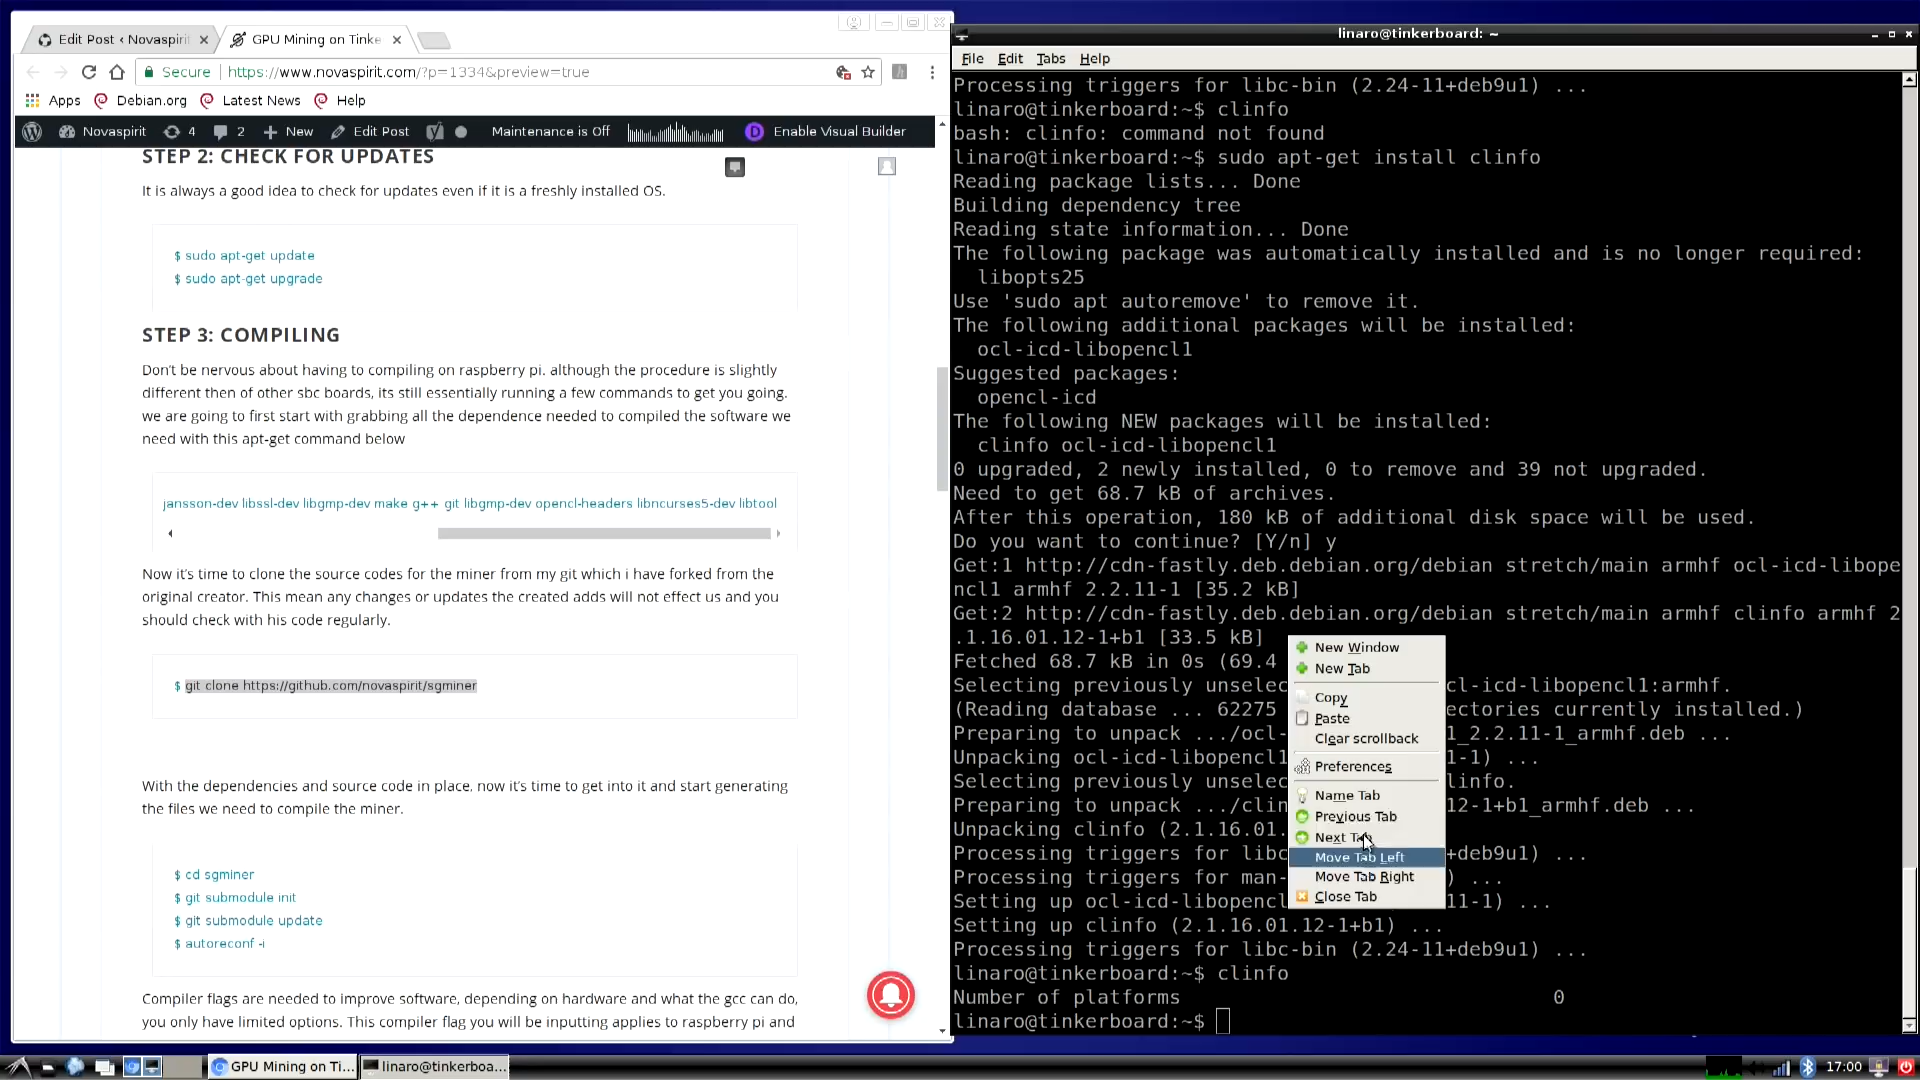 Edit Post ‹ Novaspiri
GPU Mining on Tinke
Secure
https://www.novaspirit.com/?p=1334&preview=true
Apps
Debian.org
Latest News
Help
Novaspirit
4
2
New
Edit Post
Maintenance is Off
D
Enable Visual Builder
STEP 2: CHECK FOR UPDATES
It is always a good idea to check for updates even if it is a freshly installed OS.
$ sudo apt-get update
$ sudo apt-get upgrade
STEP 3: COMPILING
Don't be nervous about having to compiling on raspberry pi. although the procedure is slightly
different then of other sbc boards, its still essentially running a few commands to get you going.
we are going to first start with grabbing all the dependence needed to compiled the software we
need with this apt-get command below
jansson-dev libssl-dev libgmp-dev make g++ git libgmp-dev opencl-headers libncurses5-dev libtool
Now it's time to clone the source codes for the miner from my git which i have forked from the
original creator. This mean any changes or updates the created adds will not effect us and you
should check with his code regularly.
$ git clone https://github.com/novaspirit/sgminer
With the dependencies and source code in place, now it's time to get into it and start generating
the files we need to compile the miner.
$ cd sgminer
$ git submodule init
$ git submodule update
$ autoreconf -i
Compiler flags are needed to improve software, depending on hardware and what the gcc can do,
you only have limited options. This compiler flag you will be inputting applies to raspberry pi and
linaro@tinkerboard: ~
File Edit Tabs Help
Processing triggers for libc-bin (2.24-11+deb9u1) ...
linaro@tinkerboard:~$ clinfo
bash: clinfo: command not found
linaro@tinkerboard:~$ sudo apt-get install clinfo
Reading package lists... Done
Building dependency tree
Reading state information... Done
The following package was automatically installed and is no longer required:
libopts25
Use 'sudo apt autoremove' to remove it.
The following additional packages will be installed:
ocl-icd-libopencl1
Suggested packages:
opencl-icd
The following NEW packages will be installed:
clinfo ocl-icd-libopencl1
0 upgraded, 2 newly installed, 0 to remove and 39 not upgraded.
Need to get 68.7 kB of archives.
After this operation, 180 kB of additional disk space will be used.
Do you want to continue? [Y/n] y
Get:1 http://cdn-fastly.deb.debian.org/debian stretch/main armhf ocl-icd-libope
ncl1 armhf 2.2.11-1 [35.2 kB]
Get:2 http://cdn-fastly.deb.debian.org/debian stretch/main armhf clinfo armhf 2
.1.16.01.12-1+b1 [33.5 kB]
Fetched 68.7 kB in 0s (69.4
Selecting previously unselec cl-icd-libopencl1:armhf.
(Reading database ... 62275 ectories currently installed.)
Preparing to unpack .../ocl- 1_2.2.11-1_armhf.deb ...
Unpacking ocl-icd-libopencl1 1-1) ...
Selecting previously unselec linfo.
Preparing to unpack .../clin 12-1+b1_armhf.deb ...
Unpacking clinfo (2.1.16.01.
Processing triggers for libc +deb9u1) ...
Processing triggers for man- ) ...
Setting up ocl-icd-libopencl 11-1) ...
Setting up clinfo (2.1.16.01.12-1+b1) ...
Processing triggers for libc-bin (2.24-11+deb9u1) ...
linaro@tinkerboard:~$ clinfo
Number of platforms 0
linaro@tinkerboard:~$
New Window
New Tab
Copy
Paste
Clear scrollback
Preferences
Name Tab
Previous Tab
Next Tab
Move Tab Left
Move Tab Right
Close Tab
GPU Mining on Ti...
linaro@tinkerboa...
17:00